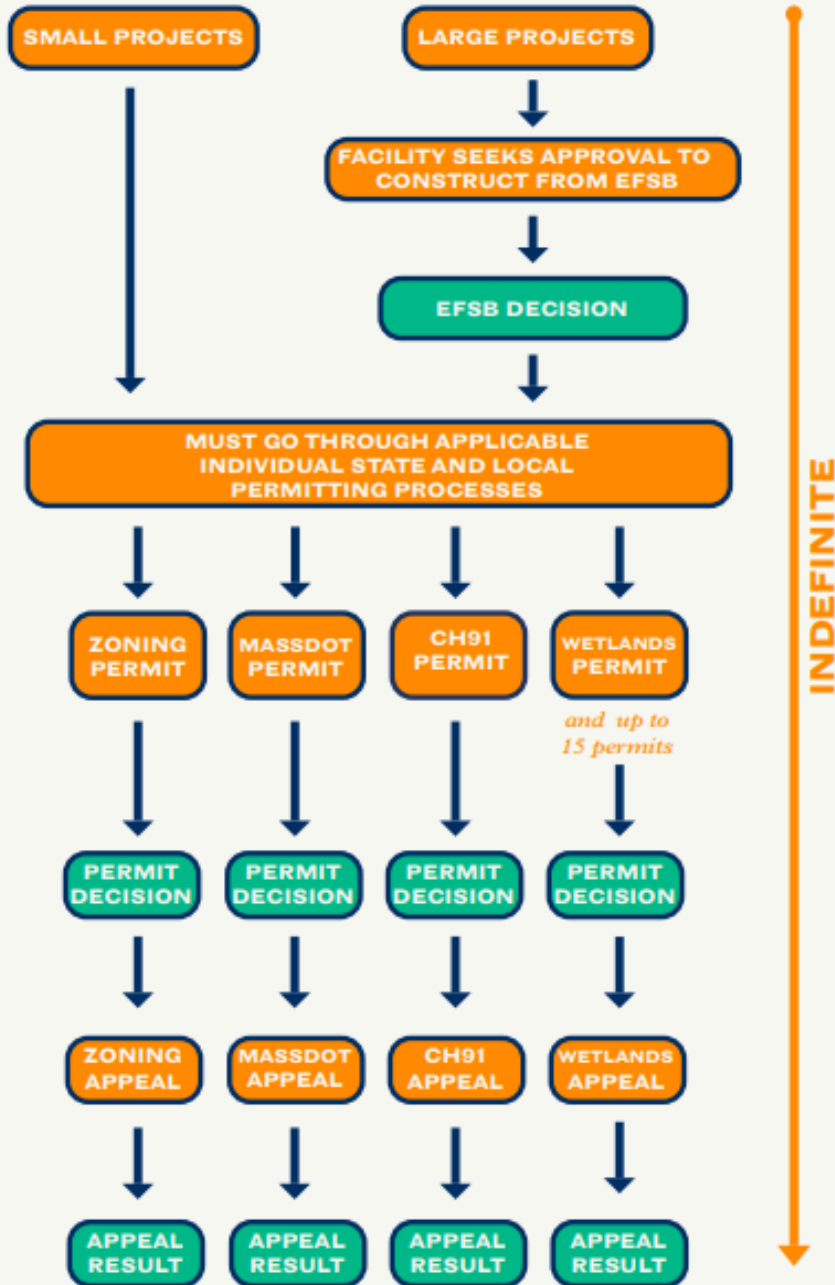 SMALL PROJECTS
LARGE PROJECTS
FACILITY SEEKS APPROVAL TO
CONSTRUCT FROM EFSB
EFSB DECISION
MUST GO THROUGH APPLICABLE
INDIVIDUAL STATE AND LOCAL
PERMITTING PROCESSES
INDEFINITE
ZONING
PERMIT
MASSDOT
PERMIT
CH91
PERMIT
WETLANDS
PERMIT
and up to
15 permits
PERMIT
DECISION
PERMIT
DECISION
PERMIT
DECISION
PERMIT
DECISION
ZONING
APPEAL
MASSDOT
APPEAL
CH91
APPEAL
WETLANDS
APPEAL
APPEAL
RESULT
APPEAL
RESULT
APPEAL
RESULT
APPEAL
RESULT